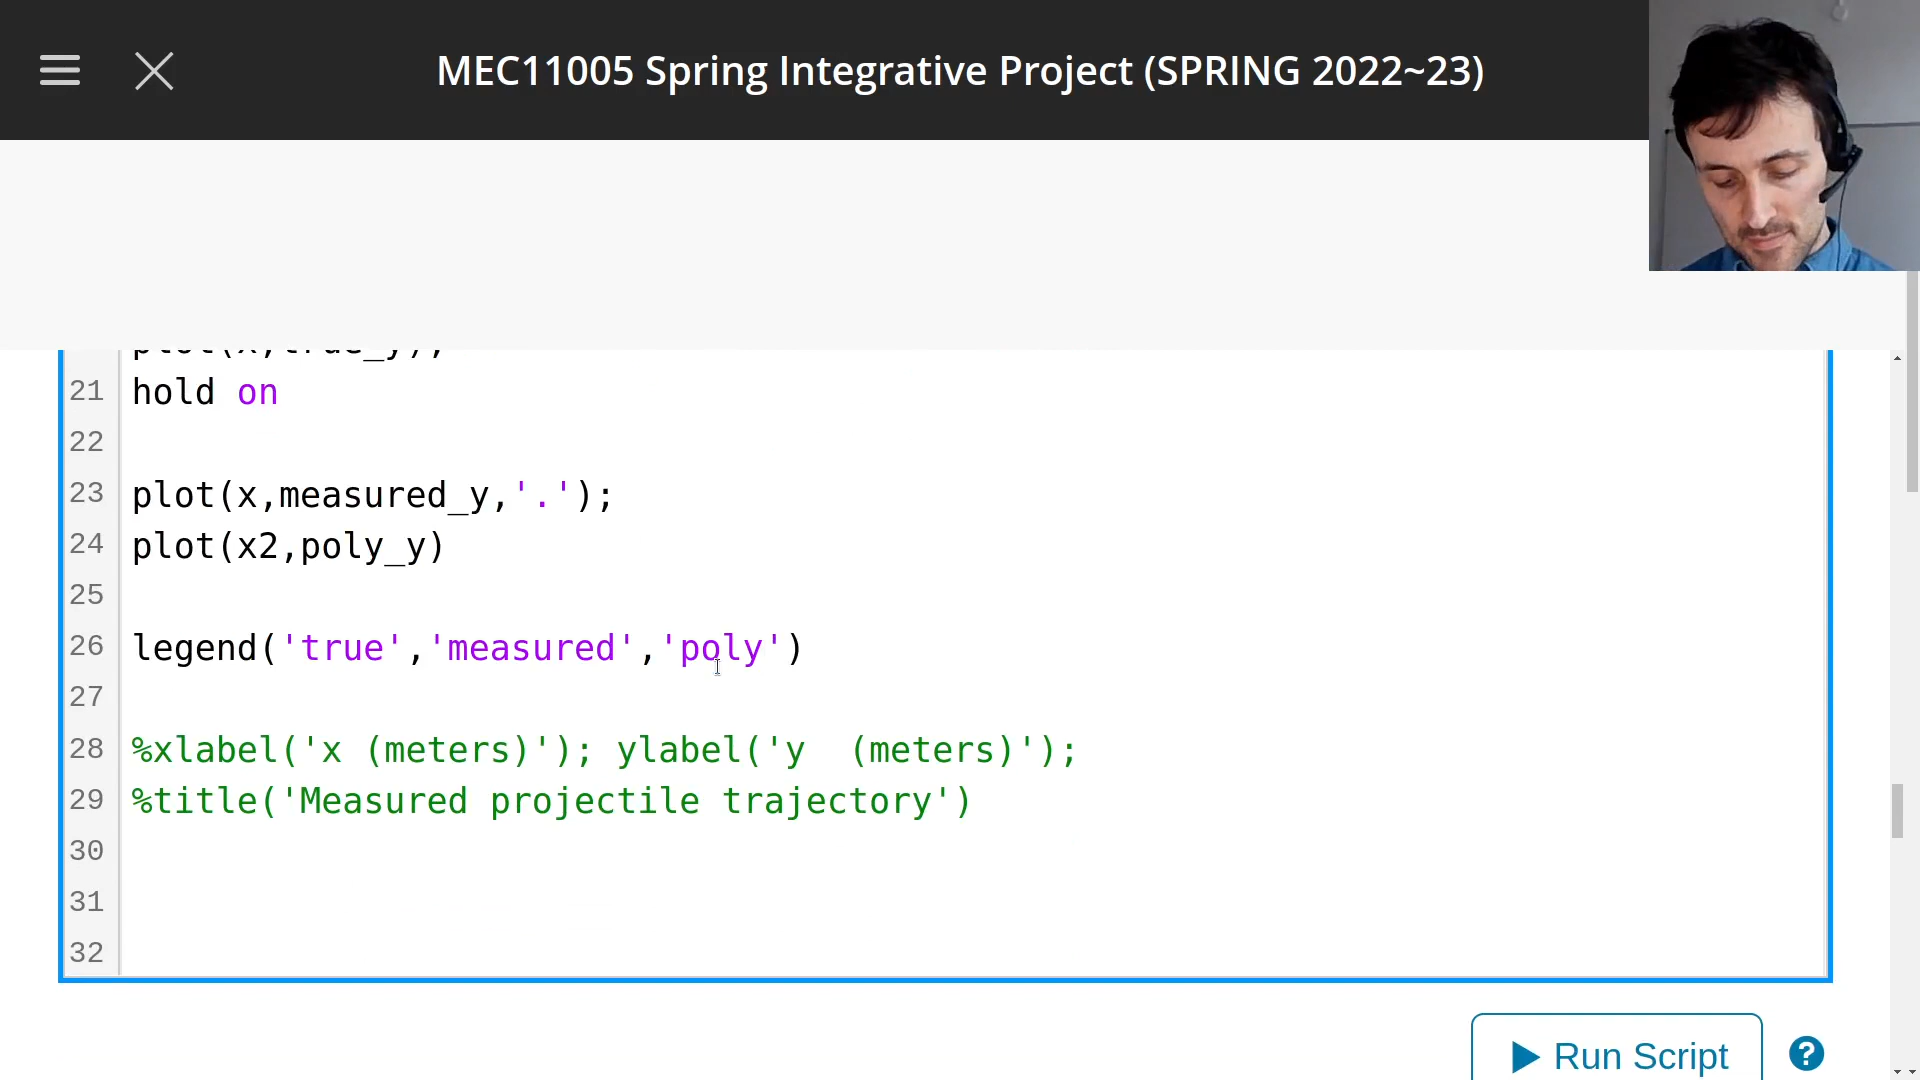 MEC11005 Spring Integrative Project (SPRING 2022~23)
plot(x,true_y);
21 hold on
22
23 plot(x,measured_y,'.');
24 plot(x2,poly_y)
25
26 legend('true','measured','poly')
27
28 %xlabel('x (meters)'); ylabel('y  (meters)');
29 %title('Measured projectile trajectory')
30
31
32
Run Script
?